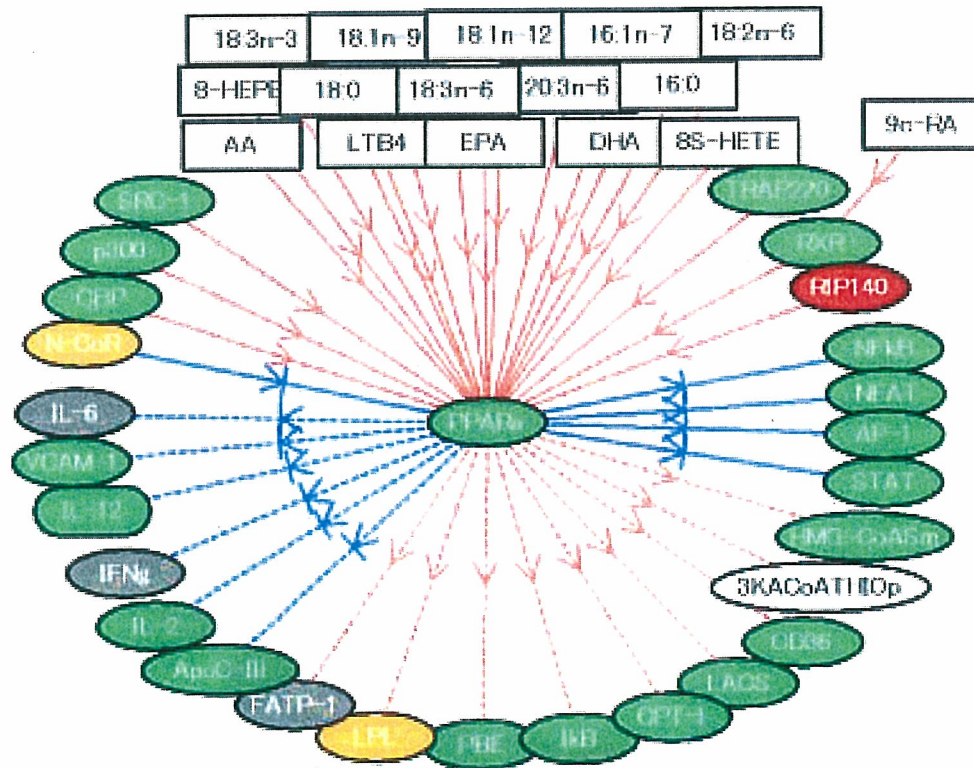 18:3n-3 18:1n-9 18:1n-12 16:1n-7 18:2n-6
8-HEPE 18:0 18:3n-6 20:3n-6 16:0
AA LTB4 EPA DHA 8S-HETE 9n-RA
SRC-1 TRAP220
p300 RXR
CBP RIP140
N-CoR NFkB
IL-6 NFAT
PPARα
VCAM-1 AP-1
IL-12 STAT
HMG-CoASm
IFNg 3KACoATHIOp
IL-2 CD36
ApoC-III LACS
FATP-1 CPT-1
LPL PBE IkB